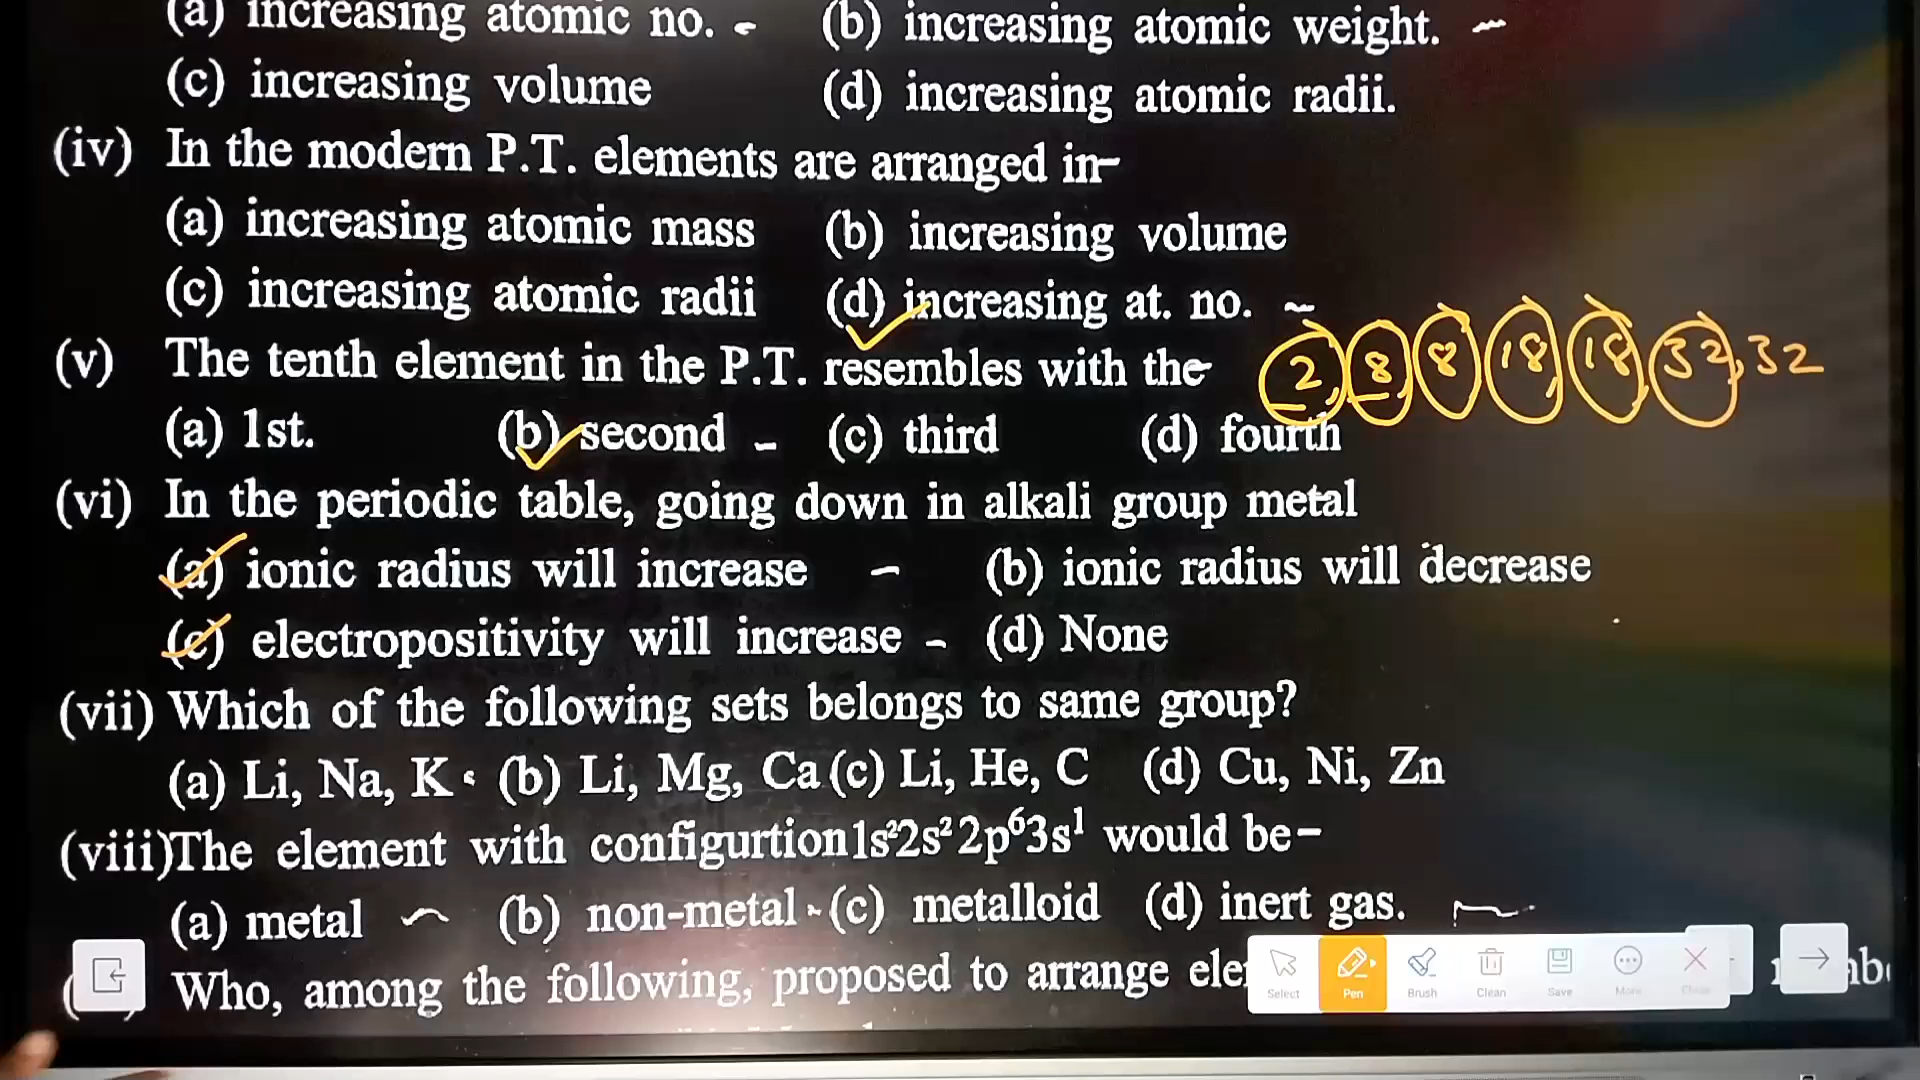 (a) increasing atomic no. (b) increasing atomic weight.
(c) increasing volume (d) increasing atomic radii.
(iv) In the modern P.T. elements are arranged in-
(a) increasing atomic mass (b) increasing volume
(c) increasing atomic radii (d) increasing at. no.
(v) The tenth element in the P.T. resembles with the-
2, 8, 8, 18, 18, 32, 32
(a) 1st. (b) second - (c) third (d) fourth
(vi) In the periodic table, going down in alkali group metal
(a) ionic radius will increase - (b) ionic radius will decrease
(c) electropositivity will increase - (d) None
(vii) Which of the following sets belongs to same group?
(a) Li, Na, K (b) Li, Mg, Ca (c) Li, He, C (d) Cu, Ni, Zn
(viii) The element with configurtion 1s²2s²2p⁶3s¹ would be-
(a) metal (b) non-metal (c) metalloid (d) inert gas.
Who, among the following, proposed to arrange
Select Pen Brush Clean Save More Close